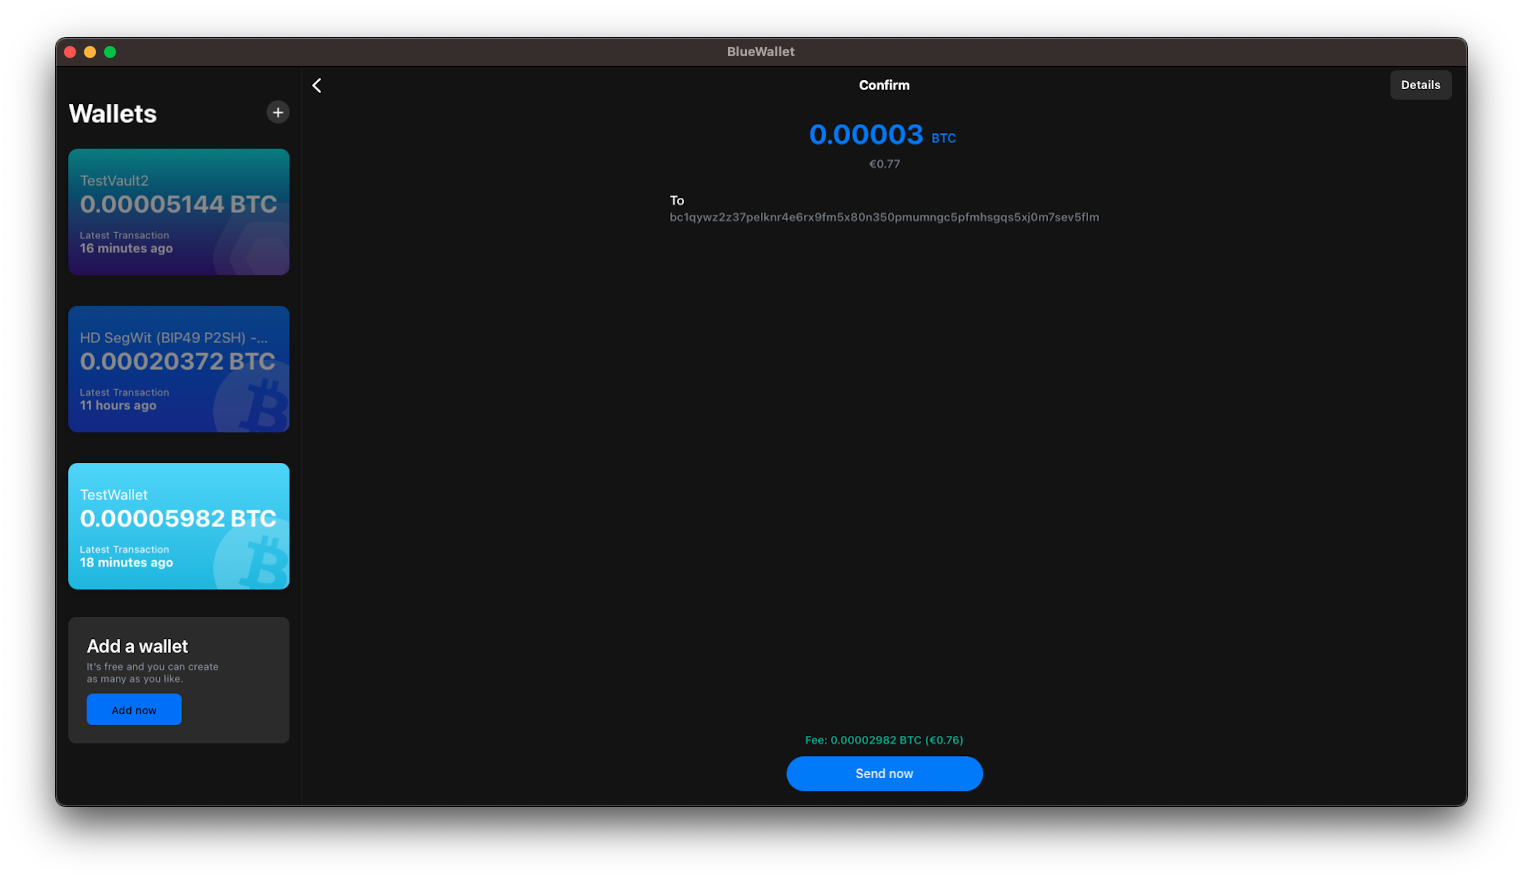 BlueWallet
Wallets
TestVault2
0.00005144 BTC
Latest Transaction
16 minutes ago
HD SegWit (BIP49 P2SH) -...
0.00020372 BTC
Latest Transaction
11 hours ago
TestWallet
0.00005982 BTC
Latest Transaction
18 minutes ago
Add a wallet
It's free and you can create
as many as you like.
Add now
Confirm
Details
0.00003 BTC
€0.77
To
bc1qywz2z37pelknr4e6rx9fm5x80n350pmumngc5pfmhsgqs5xj0m7sev5flm
Fee: 0.00002982 BTC (€0.76)
Send now